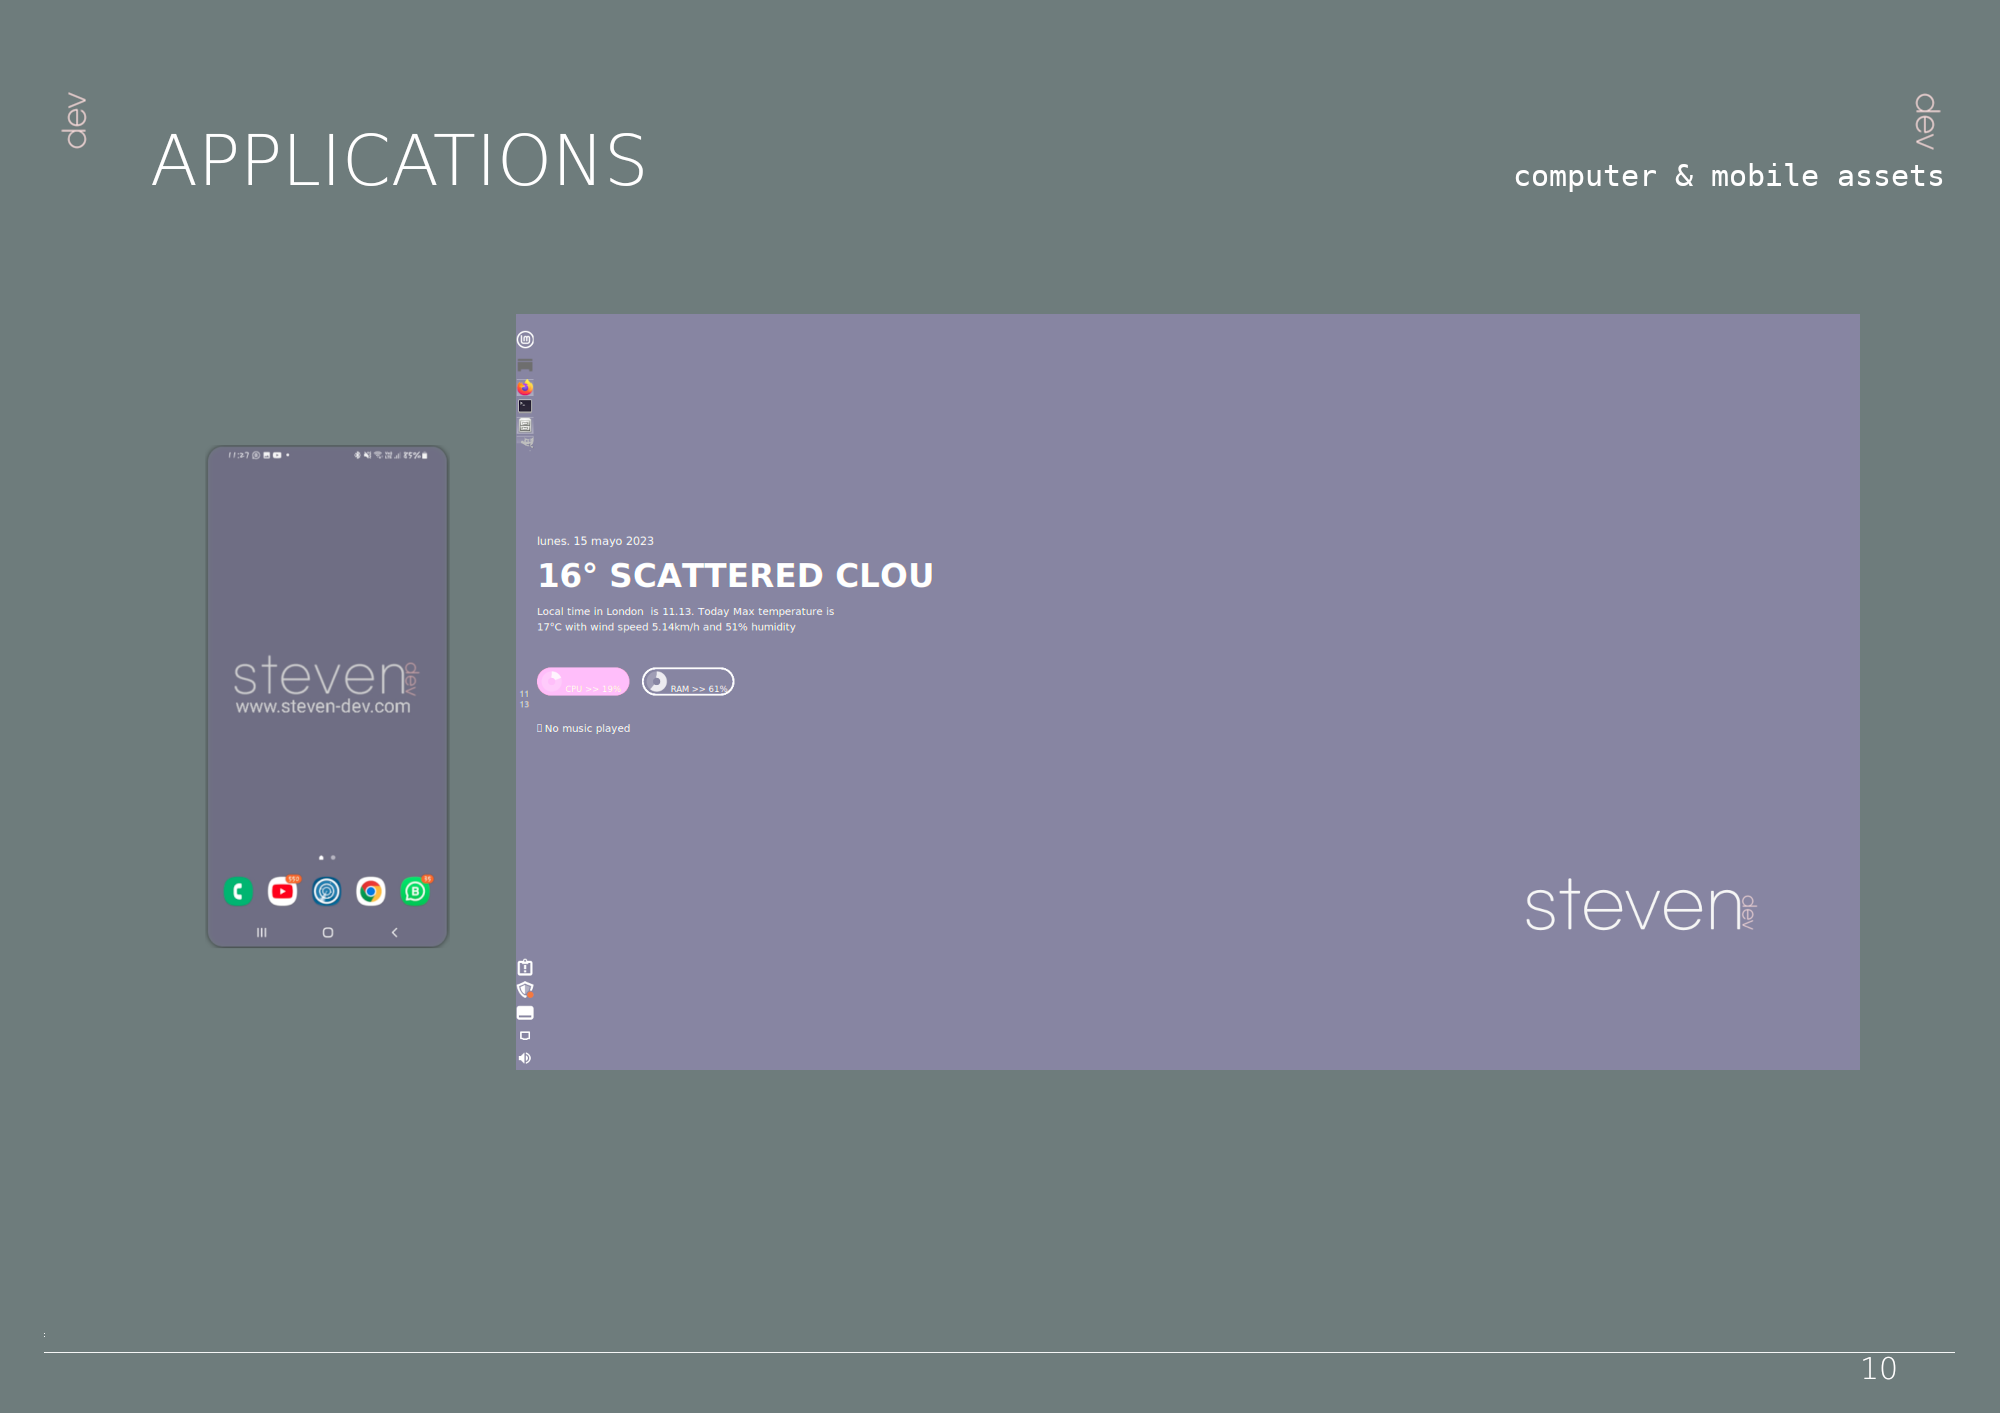 dev
dev
APPLICATIONS
computer & mobile assets
11:27
steven dev
www.steven-dev.com
lunes. 15 mayo 2023
16° SCATTERED CLOU
Local time in London is 11.13. Today Max temperature is
17°C with wind speed 5.14km/h and 51% humidity
CPU >> 19%
RAM >> 61%
11
13
No music played
steven dev
:
10